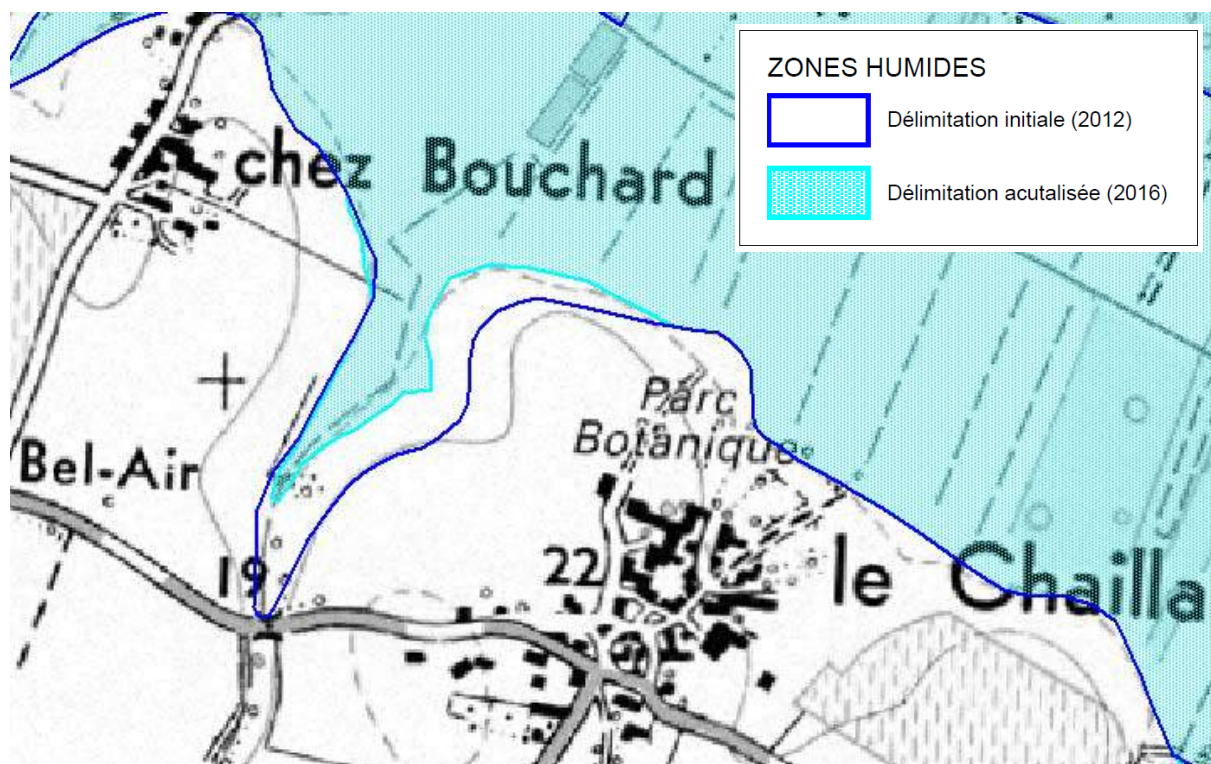 ZONES HUMIDES
Délimitation initiale (2012)
Délimitation acutalisée (2016)
chez Bouchard
Parc
Botanique
Bel-Air
19
22
le Chailla